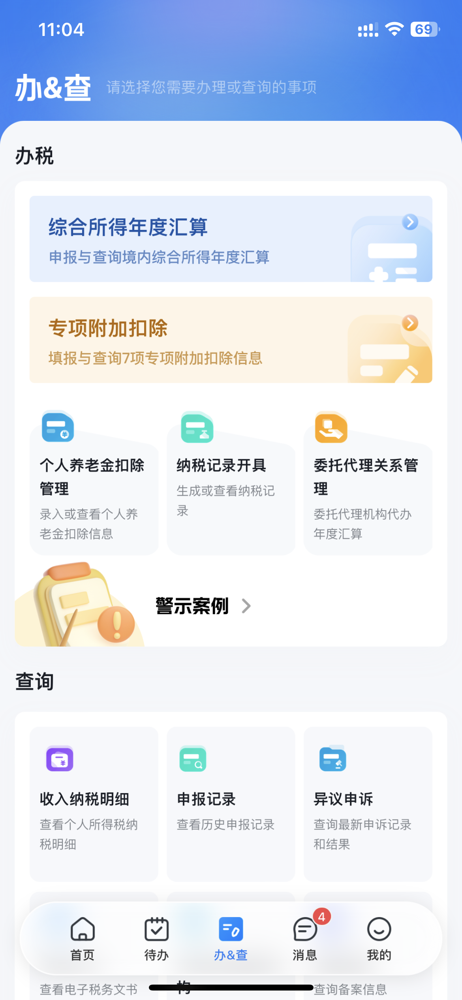 11:04
69
办&查
请选择您需要办理或查询的事项
办税
综合所得年度汇算
申报与查询境内综合所得年度汇算
专项附加扣除
填报与查询7项专项附加扣除信息
个人养老金扣除
管理
录入或查看个人养
老金扣除信息
纳税记录开具
生成或查看纳税记
录
委托代理关系管
理
委托代理机构代办
年度汇算
警示案例
查询
收入纳税明细
查看个人所得税纳
税明细
申报记录
查看历史申报记录
异议申诉
查询最新申诉记录
和结果
首页
待办
办&查
4
消息
我的
查看电子税务文书
构
查询备案信息